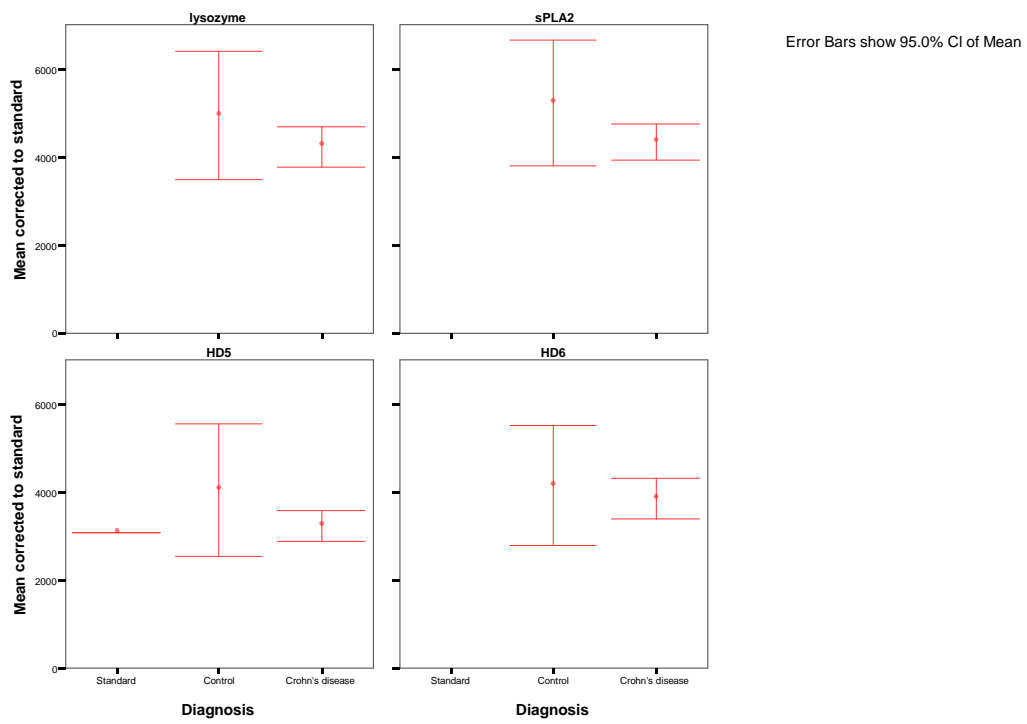 lysozyme
sPLA2
Error Bars show 95.0% CI of Mean
Mean corrected to standard
6000
4000
2000
0
HD5
HD6
Mean corrected to standard
6000
4000
2000
0
Standard
Control
Crohn's disease
Standard
Control
Crohn's disease
Diagnosis
Diagnosis